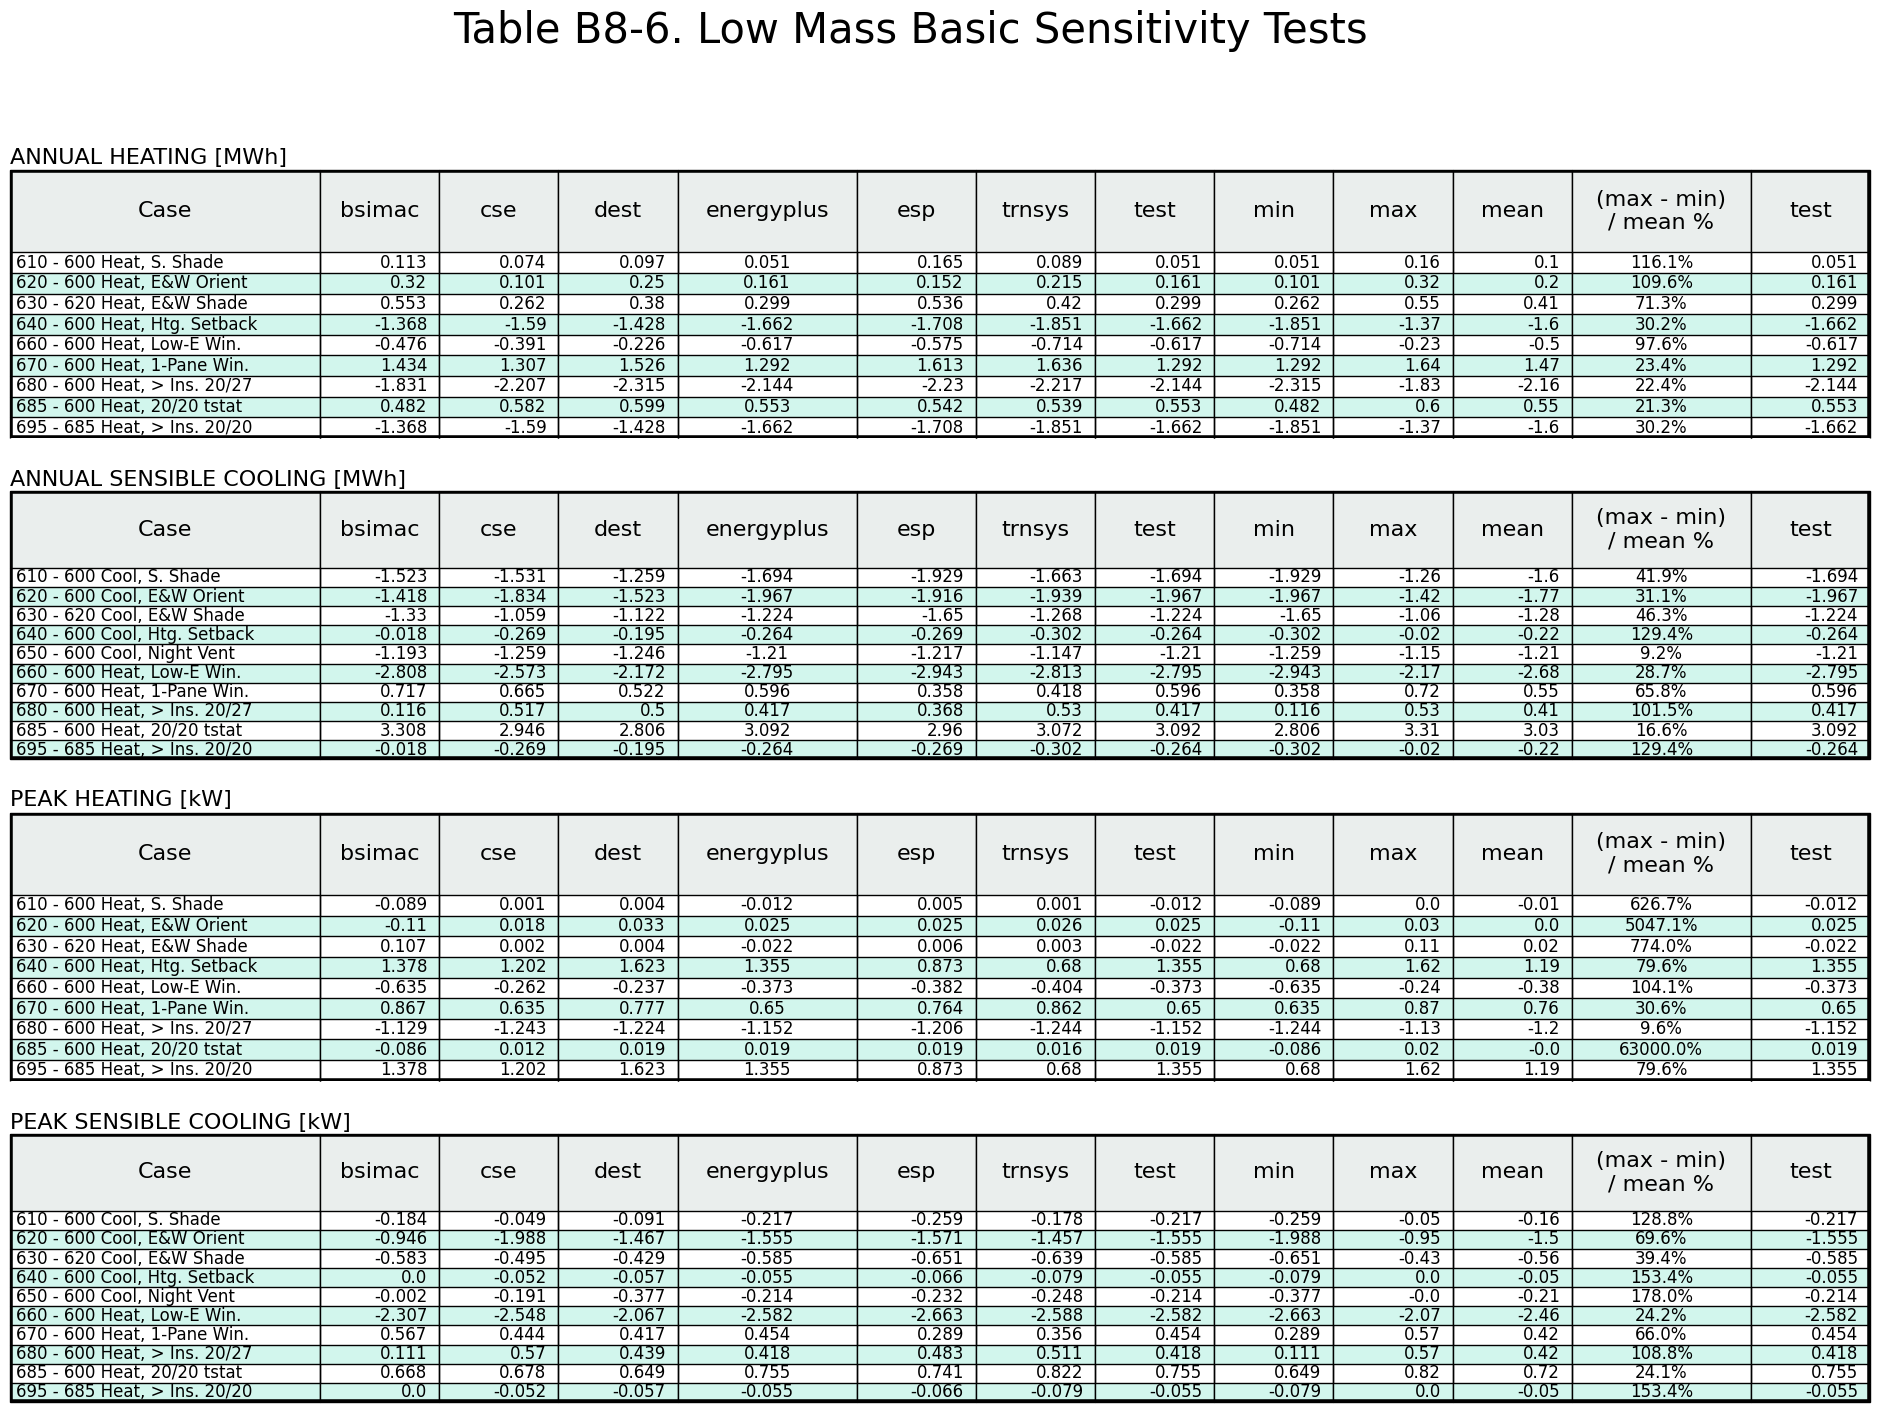 Table B8-6. Low Mass Basic Sensitivity Tests
ANNUAL HEATING [MWh]
Case bsimac cse dest energyplus esp trnsys test min max mean (max - min) / mean % test
610 - 600 Heat, S. Shade 0.113 0.074 0.097 0.051 0.165 0.089 0.051 0.051 0.16 0.1 116.1% 0.051
620 - 600 Heat, E&W Orient 0.32 0.101 0.25 0.161 0.152 0.215 0.161 0.101 0.32 0.2 109.6% 0.161
630 - 620 Heat, E&W Shade 0.553 0.262 0.38 0.299 0.536 0.42 0.299 0.262 0.55 0.41 71.3% 0.299
640 - 600 Heat, Htg. Setback -1.368 -1.59 -1.428 -1.662 -1.708 -1.851 -1.662 -1.851 -1.37 -1.6 30.2% -1.662
660 - 600 Heat, Low-E Win. -0.476 -0.391 -0.226 -0.617 -0.575 -0.714 -0.617 -0.714 -0.23 -0.5 97.6% -0.617
670 - 600 Heat, 1-Pane Win. 1.434 1.307 1.526 1.292 1.613 1.636 1.292 1.292 1.64 1.47 23.4% 1.292
680 - 600 Heat, > Ins. 20/27 -1.831 -2.207 -2.315 -2.144 -2.23 -2.217 -2.144 -2.315 -1.83 -2.16 22.4% -2.144
685 - 600 Heat, 20/20 tstat 0.482 0.582 0.599 0.553 0.542 0.539 0.553 0.482 0.6 0.55 21.3% 0.553
695 - 685 Heat, > Ins. 20/20 -1.368 -1.59 -1.428 -1.662 -1.708 -1.851 -1.662 -1.851 -1.37 -1.6 30.2% -1.662
ANNUAL SENSIBLE COOLING [MWh]
Case bsimac cse dest energyplus esp trnsys test min max mean (max - min) / mean % test
610 - 600 Cool, S. Shade -1.523 -1.531 -1.259 -1.694 -1.929 -1.663 -1.694 -1.929 -1.26 -1.6 41.9% -1.694
620 - 600 Cool, E&W Orient -1.418 -1.834 -1.523 -1.967 -1.916 -1.939 -1.967 -1.967 -1.42 -1.77 31.1% -1.967
630 - 620 Cool, E&W Shade -1.33 -1.059 -1.122 -1.224 -1.65 -1.268 -1.224 -1.65 -1.06 -1.28 46.3% -1.224
640 - 600 Cool, Htg. Setback -0.018 -0.269 -0.195 -0.264 -0.269 -0.302 -0.264 -0.302 -0.02 -0.22 129.4% -0.264
650 - 600 Cool, Night Vent -1.193 -1.259 -1.246 -1.21 -1.217 -1.147 -1.21 -1.259 -1.15 -1.21 9.2% -1.21
660 - 600 Heat, Low-E Win. -2.808 -2.573 -2.172 -2.795 -2.943 -2.813 -2.795 -2.943 -2.17 -2.68 28.7% -2.795
670 - 600 Heat, 1-Pane Win. 0.717 0.665 0.522 0.596 0.358 0.418 0.596 0.358 0.72 0.55 65.8% 0.596
680 - 600 Heat, > Ins. 20/27 0.116 0.517 0.5 0.417 0.368 0.53 0.417 0.116 0.53 0.41 101.5% 0.417
685 - 600 Heat, 20/20 tstat 3.308 2.946 2.806 3.092 2.96 3.072 3.092 2.806 3.31 3.03 16.6% 3.092
695 - 685 Heat, > Ins. 20/20 -0.018 -0.269 -0.195 -0.264 -0.269 -0.302 -0.264 -0.302 -0.02 -0.22 129.4% -0.264
PEAK HEATING [kW]
Case bsimac cse dest energyplus esp trnsys test min max mean (max - min) / mean % test
610 - 600 Heat, S. Shade -0.089 0.001 0.004 -0.012 0.005 0.001 -0.012 -0.089 0.0 -0.01 626.7% -0.012
620 - 600 Heat, E&W Orient -0.11 0.018 0.033 0.025 0.025 0.026 0.025 -0.11 0.03 0.0 5047.1% 0.025
630 - 620 Heat, E&W Shade 0.107 0.002 0.004 -0.022 0.006 0.003 -0.022 -0.022 0.11 0.02 774.0% -0.022
640 - 600 Heat, Htg. Setback 1.378 1.202 1.623 1.355 0.873 0.68 1.355 0.68 1.62 1.19 79.6% 1.355
660 - 600 Heat, Low-E Win. -0.635 -0.262 -0.237 -0.373 -0.382 -0.404 -0.373 -0.635 -0.24 -0.38 104.1% -0.373
670 - 600 Heat, 1-Pane Win. 0.867 0.635 0.777 0.65 0.764 0.862 0.65 0.635 0.87 0.76 30.6% 0.65
680 - 600 Heat, > Ins. 20/27 -1.129 -1.243 -1.224 -1.152 -1.206 -1.244 -1.152 -1.244 -1.13 -1.2 9.6% -1.152
685 - 600 Heat, 20/20 tstat -0.086 0.012 0.019 0.019 0.019 0.016 0.019 -0.086 0.02 -0.0 63000.0% 0.019
695 - 685 Heat, > Ins. 20/20 1.378 1.202 1.623 1.355 0.873 0.68 1.355 0.68 1.62 1.19 79.6% 1.355
PEAK SENSIBLE COOLING [kW]
Case bsimac cse dest energyplus esp trnsys test min max mean (max - min) / mean % test
610 - 600 Cool, S. Shade -0.184 -0.049 -0.091 -0.217 -0.259 -0.178 -0.217 -0.259 -0.05 -0.16 128.8% -0.217
620 - 600 Cool, E&W Orient -0.946 -1.988 -1.467 -1.555 -1.571 -1.457 -1.555 -1.988 -0.95 -1.5 69.6% -1.555
630 - 620 Cool, E&W Shade -0.583 -0.495 -0.429 -0.585 -0.651 -0.639 -0.585 -0.651 -0.43 -0.56 39.4% -0.585
640 - 600 Cool, Htg. Setback 0.0 -0.052 -0.057 -0.055 -0.066 -0.079 -0.055 -0.079 0.0 -0.05 153.4% -0.055
650 - 600 Cool, Night Vent -0.002 -0.191 -0.377 -0.214 -0.232 -0.248 -0.214 -0.377 -0.0 -0.21 178.0% -0.214
660 - 600 Heat, Low-E Win. -2.307 -2.548 -2.067 -2.582 -2.663 -2.588 -2.582 -2.663 -2.07 -2.46 24.2% -2.582
670 - 600 Heat, 1-Pane Win. 0.567 0.444 0.417 0.454 0.289 0.356 0.454 0.289 0.57 0.42 66.0% 0.454
680 - 600 Heat, > Ins. 20/27 0.111 0.57 0.439 0.418 0.483 0.511 0.418 0.111 0.57 0.42 108.8% 0.418
685 - 600 Heat, 20/20 tstat 0.668 0.678 0.649 0.755 0.741 0.822 0.755 0.649 0.82 0.72 24.1% 0.755
695 - 685 Heat, > Ins. 20/20 0.0 -0.052 -0.057 -0.055 -0.066 -0.079 -0.055 -0.079 0.0 -0.05 153.4% -0.055